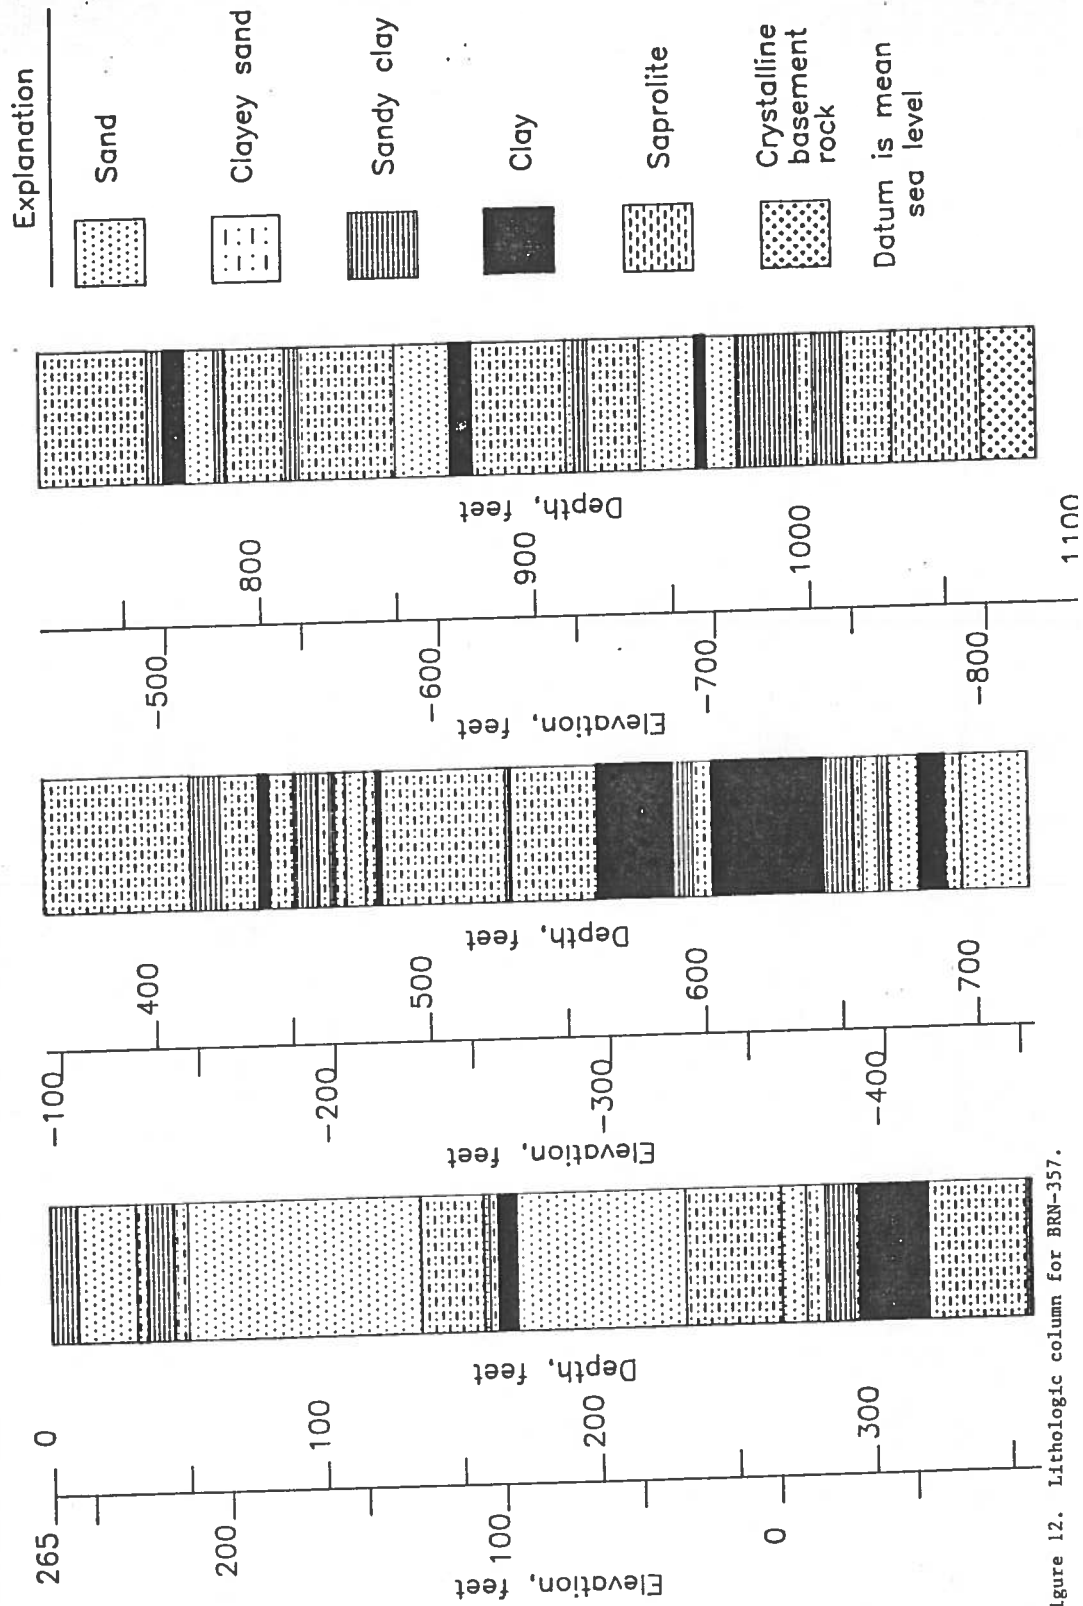 Explanation
Sand
Clayey sand
Sandy clay
Clay
Saprolite
Crystalline
basement
rock
Datum is mean
sea level
Depth, feet
800
900
1000
1100
-500
-600
-700
-800
Elevation, feet
Depth, feet
400
500
600
700
-100
-200
-300
-400
Elevation, feet
Depth, feet
0
100
200
300
265
200
100
0
Elevation, feet
igure 12. Lithologic column for BRN-357.